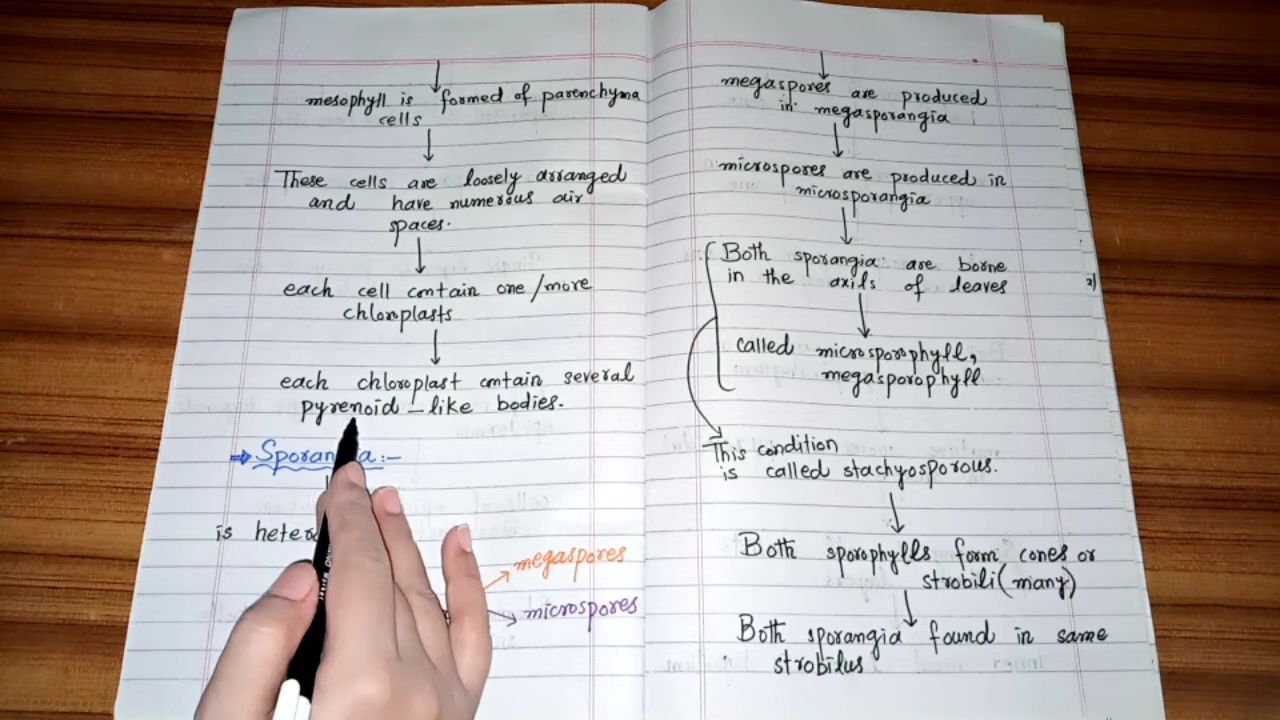 mesophyll is formed of parenchyma
cells
These cells are loosely arranged
and have numerous air
spaces.
each cell contain one/more
chloroplasts
each chloroplast contain several
pyrenoid-like bodies.
Sporangia:-
is
megaspores
microspores
megaspores are produced
in megasporangia
microspores are produced in
microsporangia
Both sporangia are borne
in the axils of leaves
called microsporophyll,
megasporophyll
This condition
is called stachyosporous.
Both sporophylls form cones or
strobili(many)
Both sporangia found in same
strobilus